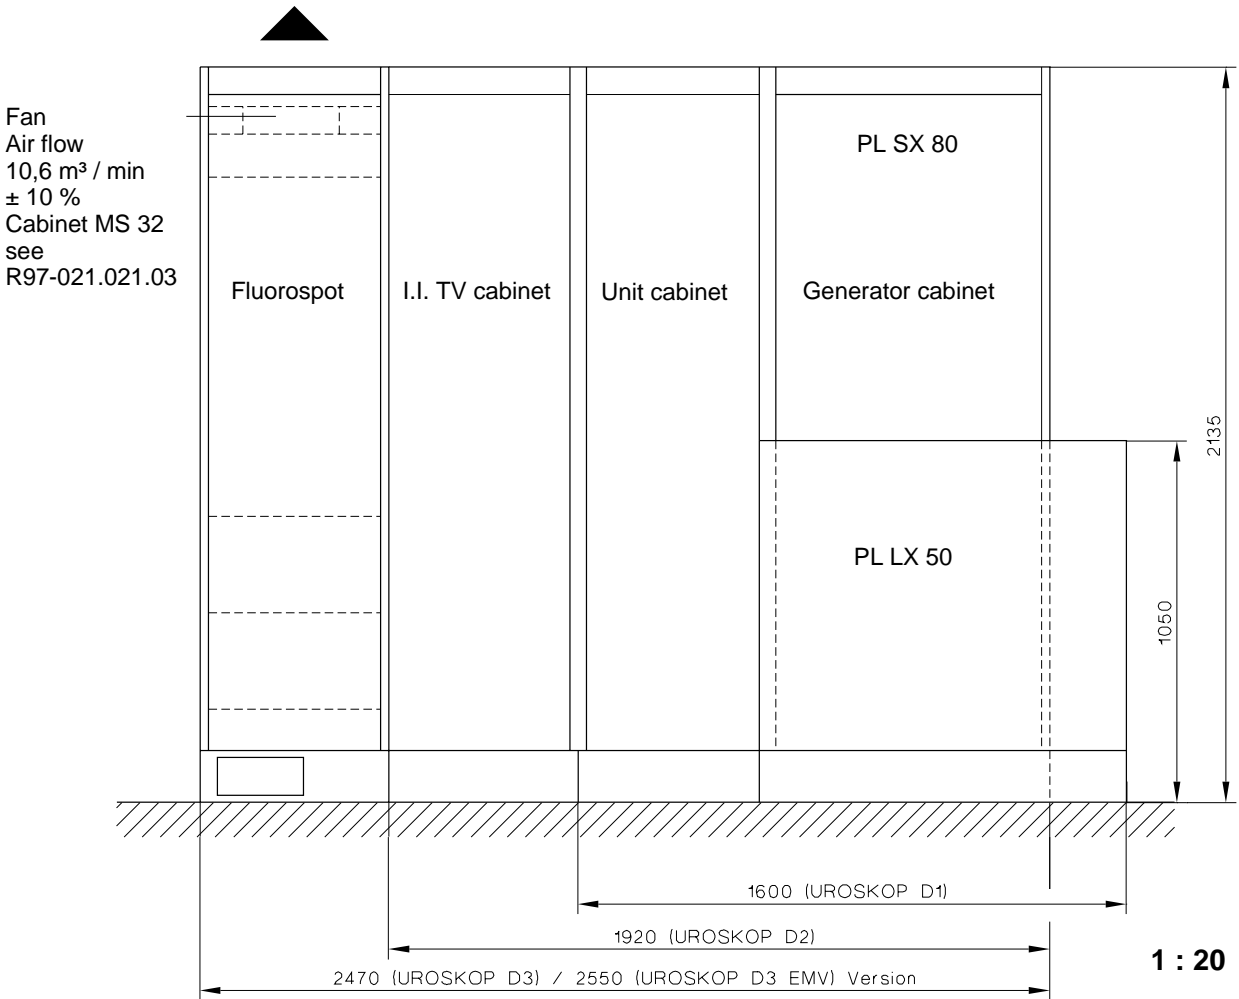 Fan
Air flow
10,6 m³ / min
± 10 %
Cabinet MS 32
see
R97-021.021.03
PL SX 80
Fluorospot
I.I. TV cabinet
Unit cabinet
Generator cabinet
2135
PL LX 50
1050
1600 (UROSKOP D1)
1920 (UROSKOP D2)
2470 (UROSKOP D3) / 2550 (UROSKOP D3 EMV) Version
1 : 20